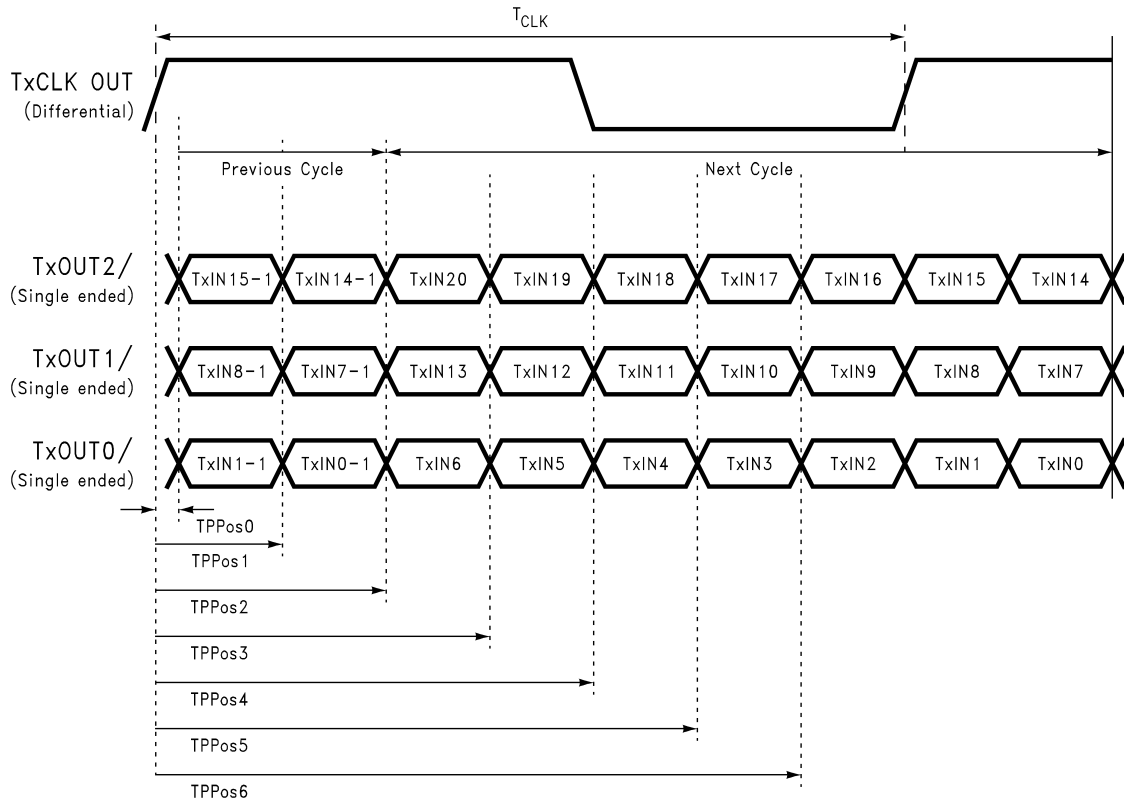 TCLK
TxCLK OUT
(Differential)
Previous Cycle
Next Cycle
TxOUT2/
(Single ended)
TxIN15-1 TxIN14-1 TxIN20 TxIN19 TxIN18 TxIN17 TxIN16 TxIN15 TxIN14
TxOUT1/
(Single ended)
TxIN8-1 TxIN7-1 TxIN13 TxIN12 TxIN11 TxIN10 TxIN9 TxIN8 TxIN7
TxOUT0/
(Single ended)
TxIN1-1 TxIN0-1 TxIN6 TxIN5 TxIN4 TxIN3 TxIN2 TxIN1 TxIN0
TPPos0
TPPos1
TPPos2
TPPos3
TPPos4
TPPos5
TPPos6